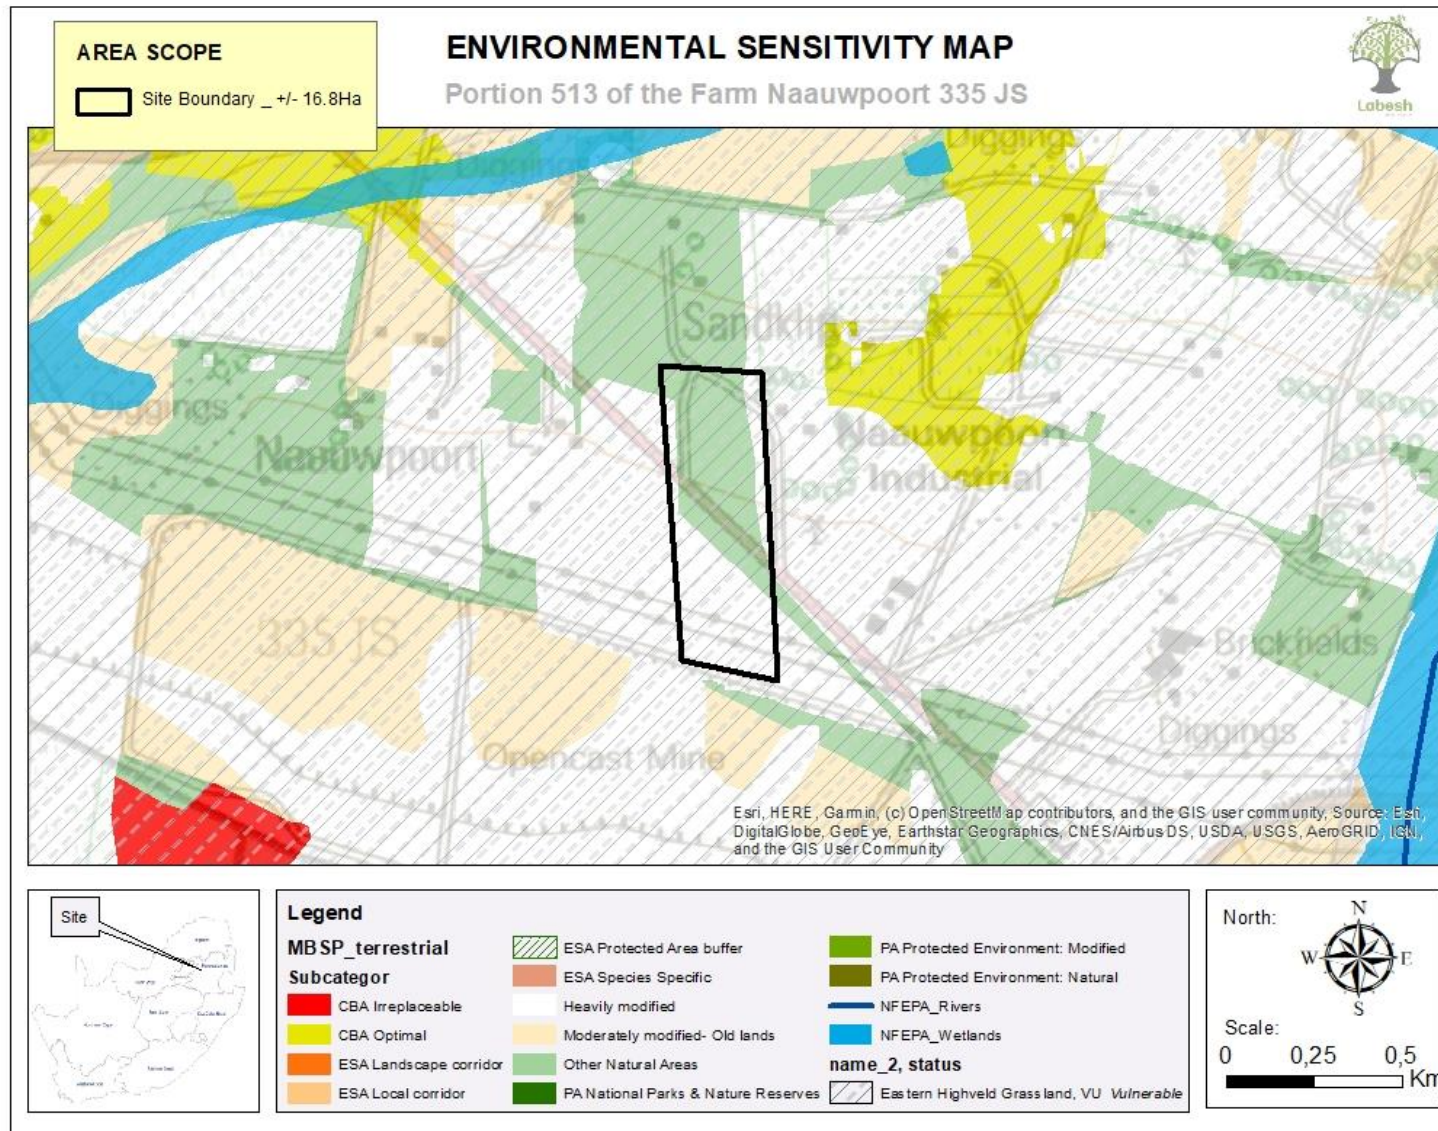 AREA SCOPE
Site Boundary _ +/- 16.8Ha
ENVIRONMENTAL SENSITIVITY MAP
Portion 513 of the Farm Naauwpoort 335 JS
Labesh
Diggings
Diggings
Sandkli
Diggings
Naauwpoort
Naauwpoort
Industrial
335 JS
Brickfields
Opencast Mine
Diggings
Esri, HERE, Garmin, (c) OpenStreetMap contributors, and the GIS user community, Source: Esri,
DigitalGlobe, GeoEye, Earthstar Geographics, CNES/Airbus DS, USDA, USGS, AeroGRID, IGN,
and the GIS User Community
Site
Legend
MBSP_terrestrial
Subcategor
CBA Irreplaceable
CBA Optimal
ESA Landscape corridor
ESA Local corridor
ESA Protected Area buffer
ESA Species Specific
Heavily modified
Moderately modified- Old lands
Other Natural Areas
PA National Parks & Nature Reserves
PA Protected Environment: Modified
PA Protected Environment: Natural
NFEPA_Rivers
NFEPA_Wetlands
name_2, status
Eastern Highveld Grassland, VU Vulnerable
North:
N
W E
S
Scale:
0 0,25 0,5
Km